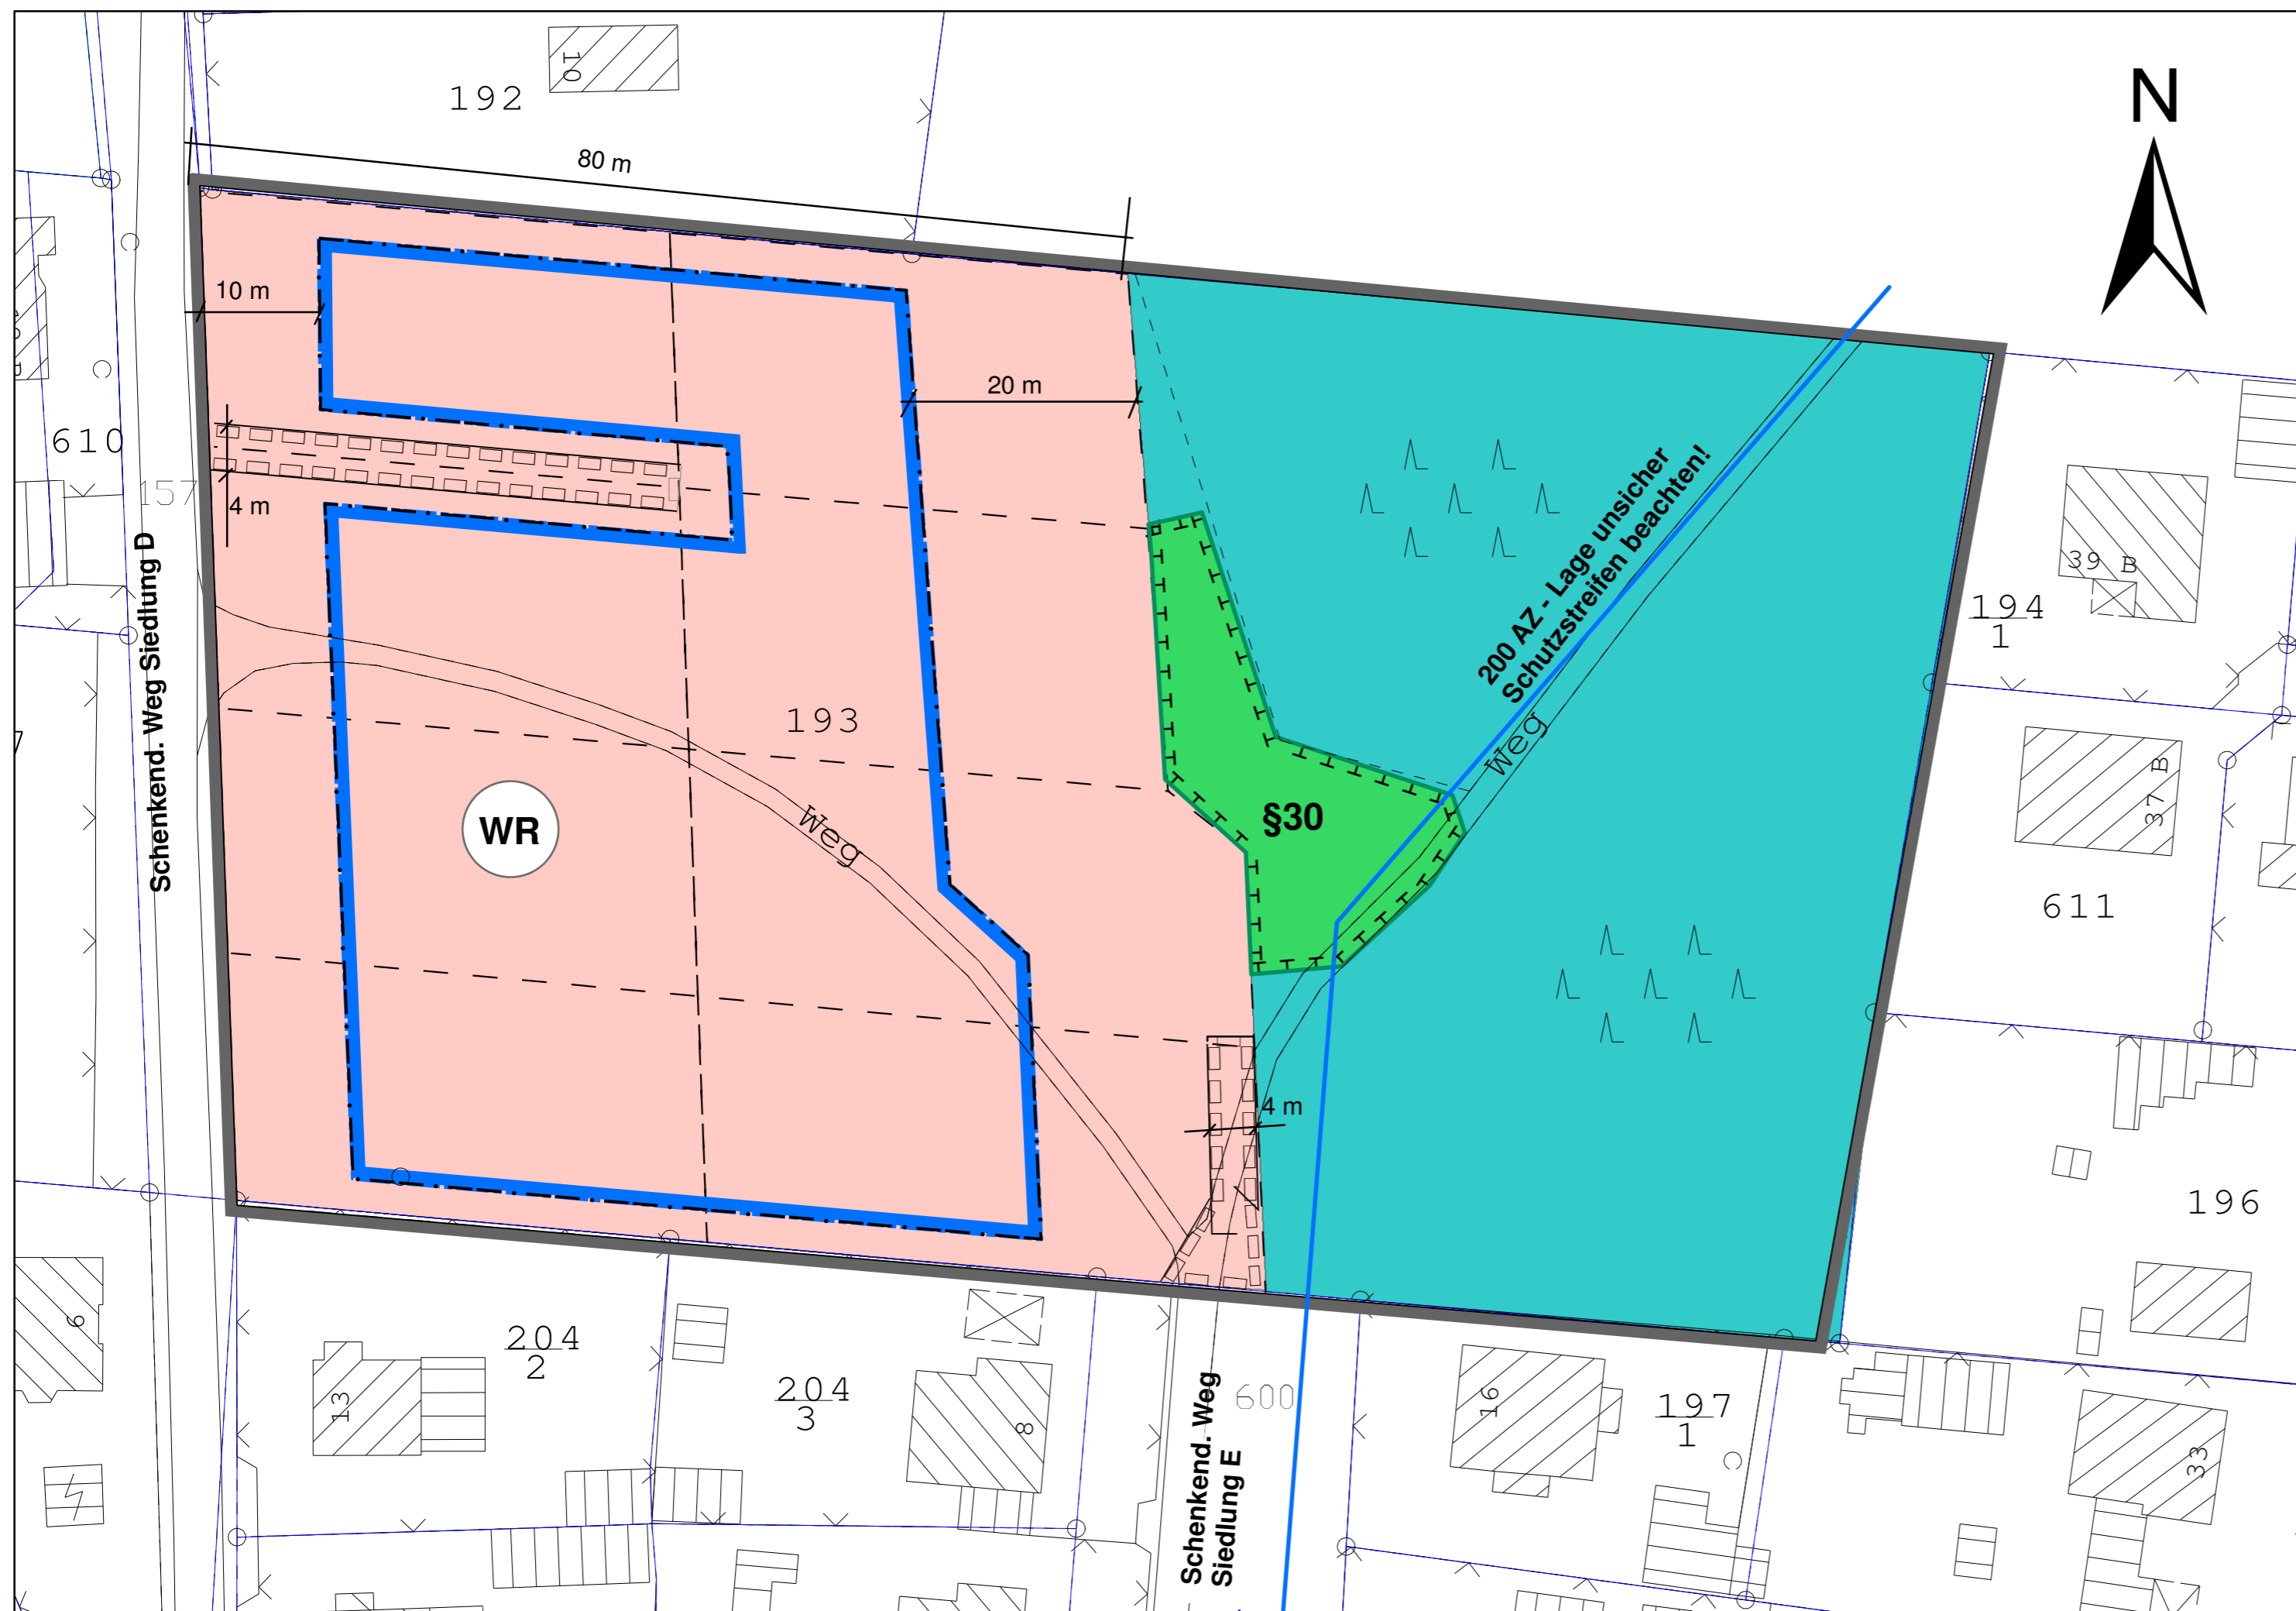 N
10
192
80 m
10 m
20 m
610
157
4 m
Schenkend. Weg Siedlung D
193
WR
Weg
§30
200 AZ - Lage unsicher
Schutzstreifen beachten!
Weg
39 B
194
1
37 B
611
4 m
196
6
204
2
13
204
3
8
Schenkend. Weg
Siedlung E
600
16
197
1
33